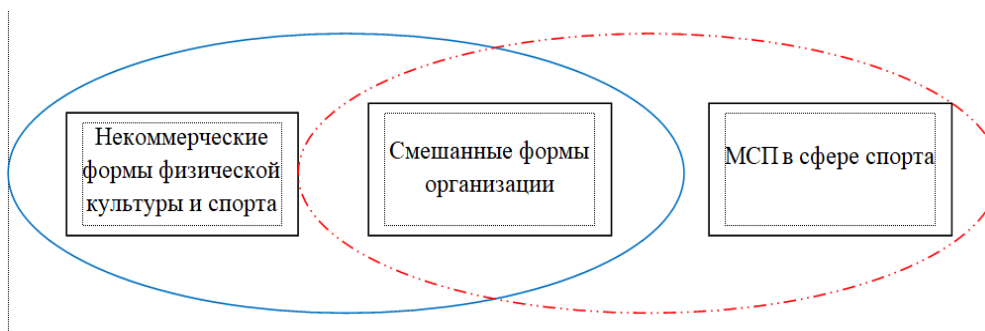 Некоммерческие
формы физической
культуры и спорта
Смешанные формы
организации
МСП в сфере спорта